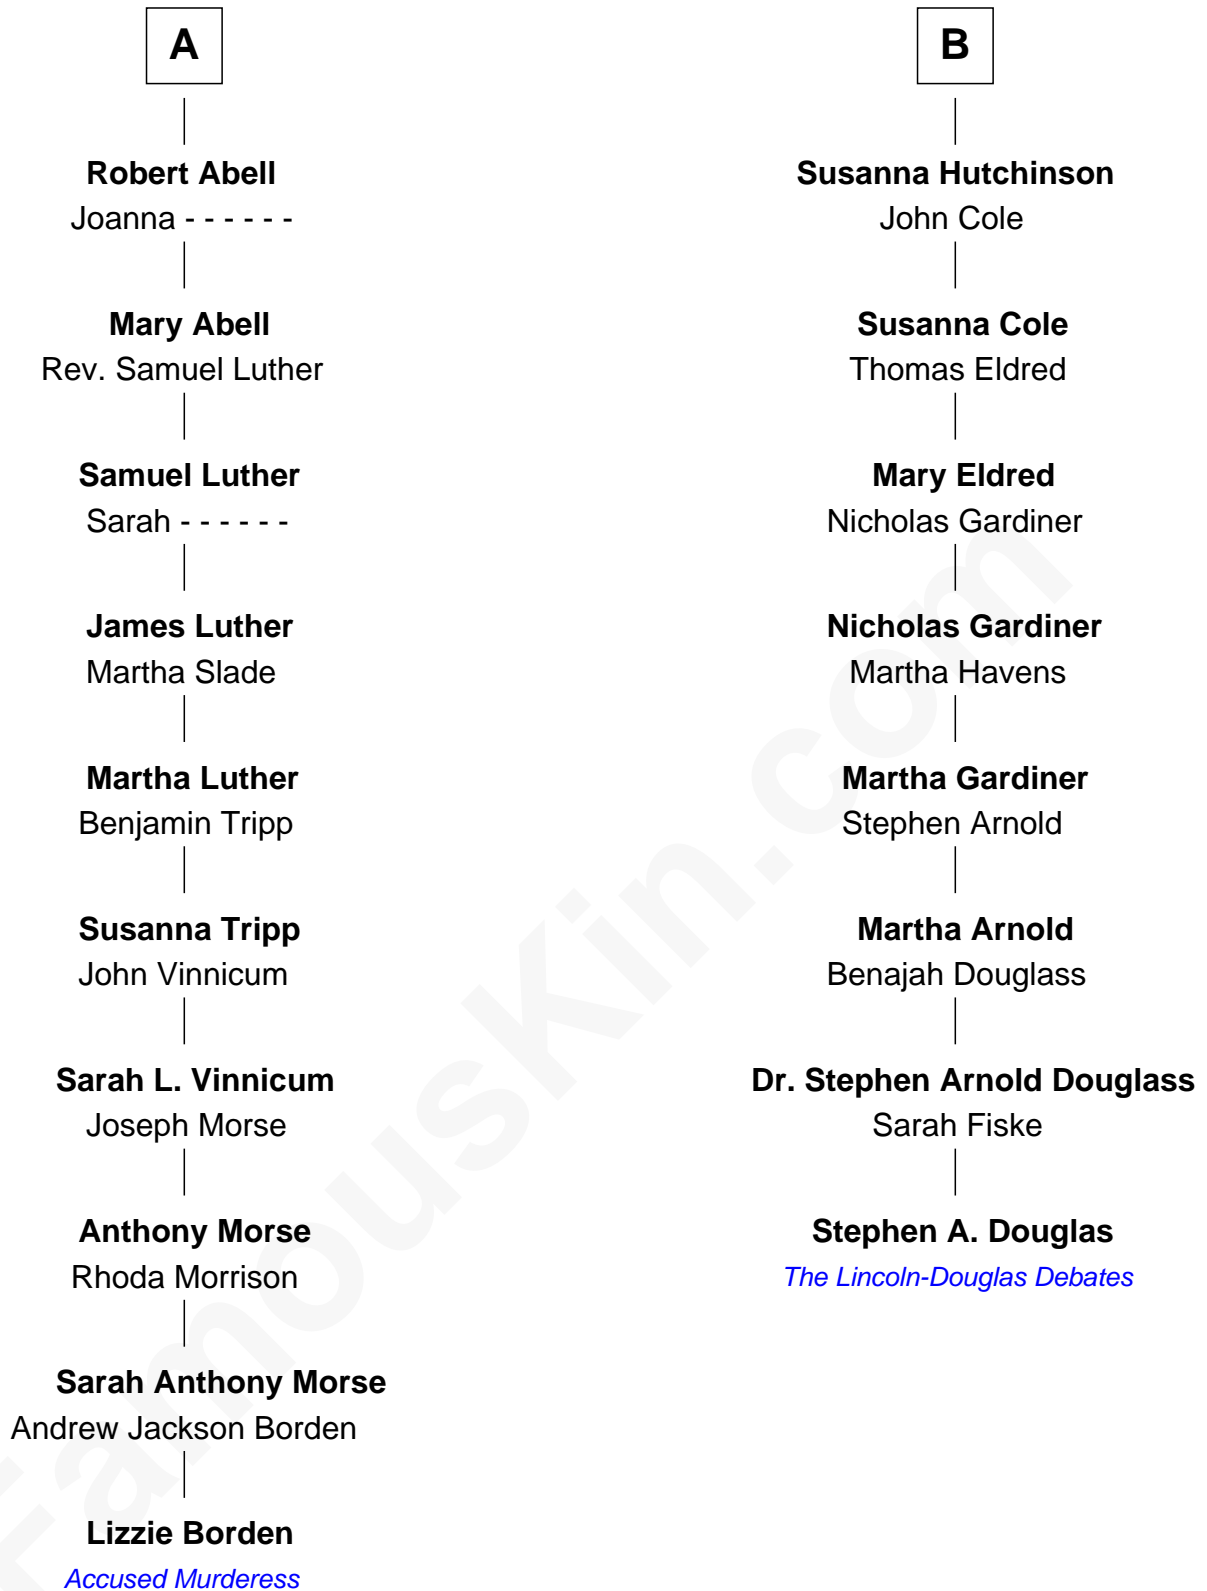 A
Robert Abell
Joanna - - - - - -
Mary Abell
Rev. Samuel Luther
Samuel Luther
Sarah - - - - - -
James Luther
Martha Slade
Martha Luther
Benjamin Tripp
Susanna Tripp
John Vinnicum
Sarah L. Vinnicum
Joseph Morse
Anthony Morse
Rhoda Morrison
Sarah Anthony Morse
Andrew Jackson Borden
Lizzie Borden
Accused Murderess
B
Susanna Hutchinson
John Cole
Susanna Cole
Thomas Eldred
Mary Eldred
Nicholas Gardiner
Nicholas Gardiner
Martha Havens
Martha Gardiner
Stephen Arnold
Martha Arnold
Benajah Douglass
Dr. Stephen Arnold Douglass
Sarah Fiske
Stephen A. Douglas
The Lincoln-Douglas Debates
FamousKin.com